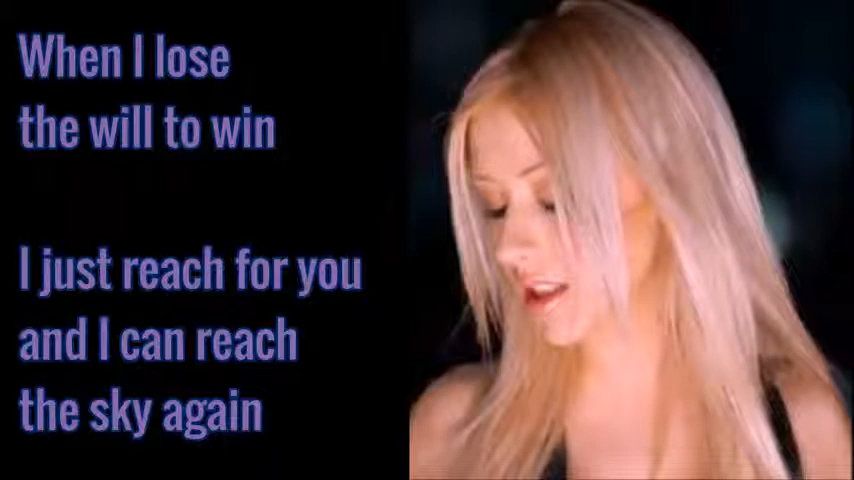 When I lose
the will to win
I just reach for you
and I can reach
the sky again